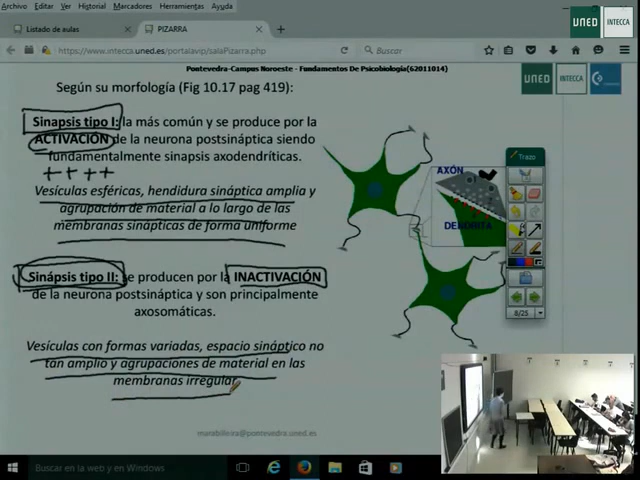 Archivo Editar Ver Historial Marcadores Herramientas Ayuda
UNED INTECCA
Listado de aulas
PIZARRA
https://www.intecca.uned.es/portalavip/salaPizarra.php
Buscar
Pontevedra-Campus Noroeste - Fundamentos De Psicobiología(62011014)
UNED INTECCA
Según su morfología (Fig 10.17 pag 419):
Sinapsis tipo I: la más común y se produce por la
ACTIVACIÓN de la neurona postsináptica siendo
fundamentalmente sinapsis axodendríticas.
++++
Vesículas esféricas, hendidura sináptica amplia y
agrupación de material a lo largo de las
membranas sinápticas de forma uniforme
AXÓN
DENDRITA
Trazo
8/25
Sinápsis tipo II: se producen por la INACTIVACIÓN
de la neurona postsináptica y son principalmente
axosomáticas.
Vesículas con formas variadas, espacio sináptico no
tan amplio y agrupaciones de material en las
membranas irregular
Buscar en la web y en Windows